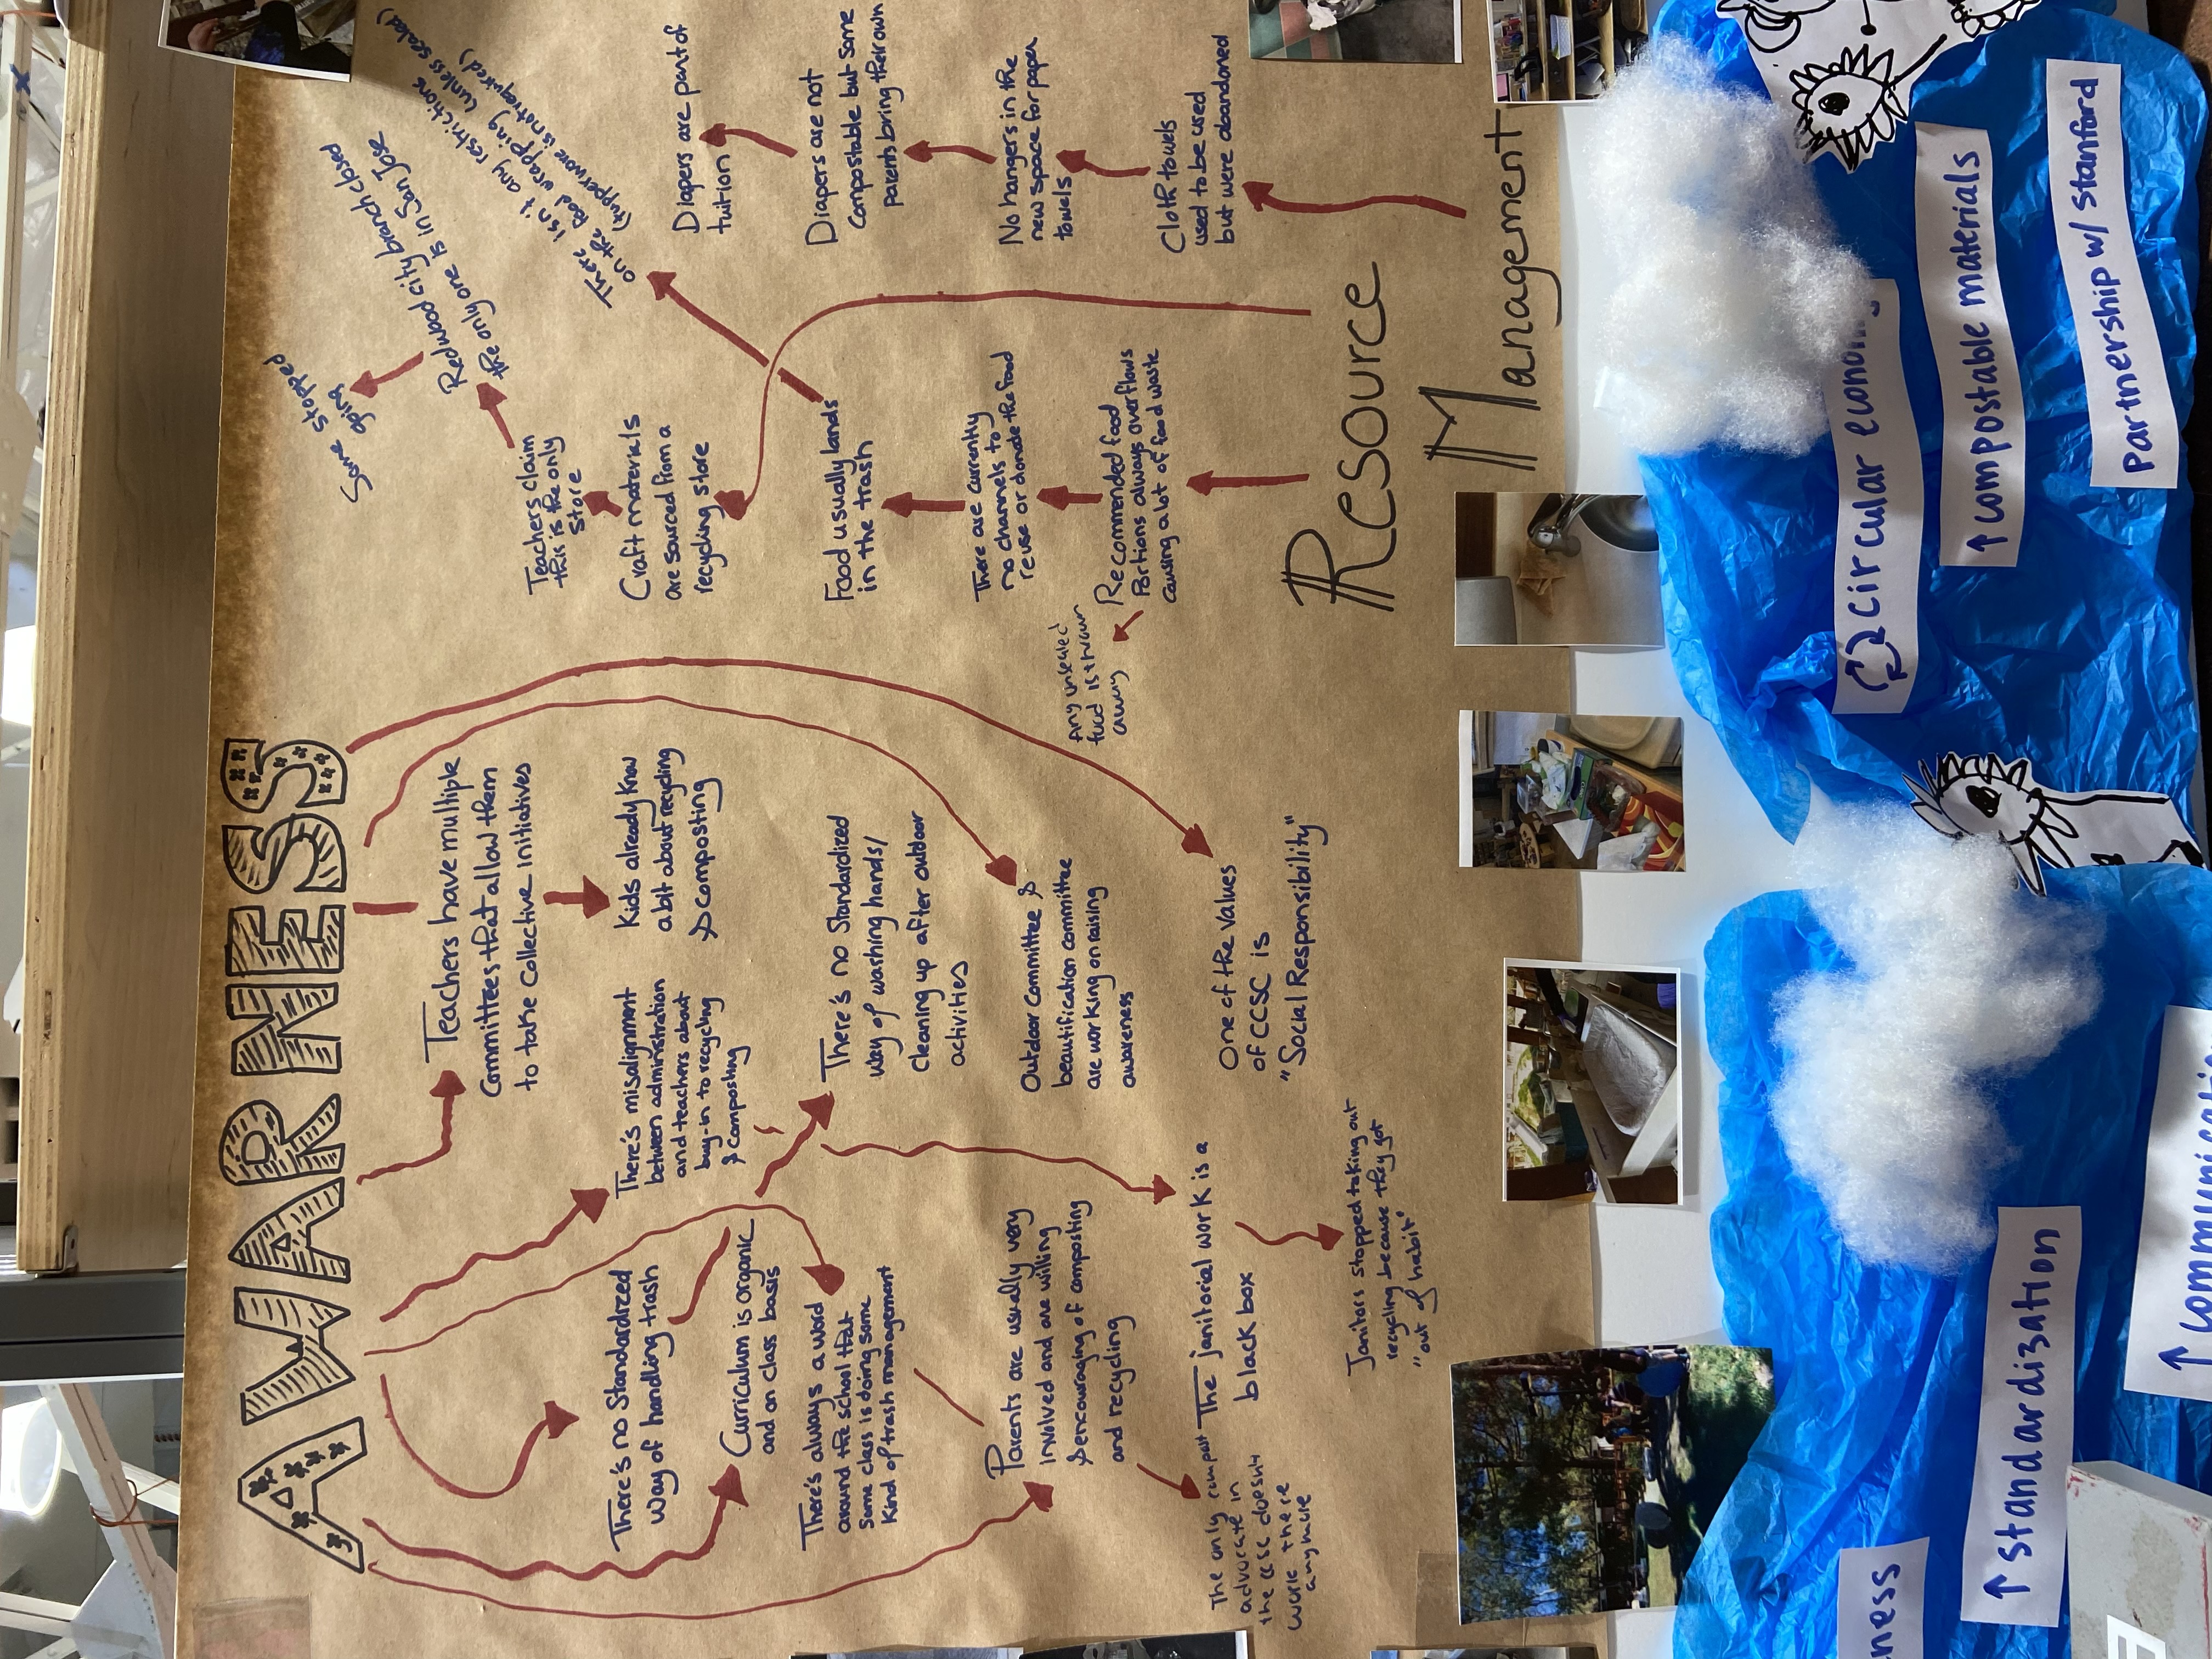 AWARNESS
Teachers have multiple
committees that allow them
to take collective initiatives
There's no Standardized
way of handling trash
There's misalignment
between administration
and teachers about
buy-in to recycling
& composting
Kids already know
a bit about recycling
& composting
Curriculum is organic
and on class basis
There's always a word
around the school that
Some class is doing some
kind of trash management
There's no Standardized
way of washing hands/
cleaning up after outdoor
activities
Parents are usually very
involved and are willing
& encouraging of composting
and recycling
Outdoor committee &
beautification committee
are working on raising
awareness
The only compost
advocate in
the CCSC doesn't
work there
anymore
The janitorial work is a
black box
One of the values
of CCSC is
"Social Responsibility"
Janitors stopped taking out
recycling because they got
"out of habit"
Some stopped
going
Redwood city branch closed
the only one is in San Jose
Teachers claim
this is the only
store
Craft materials
are sourced from a
recycling store
There isn't any restrictions
on the food wrapping (unless sealed)
(tupperware is not required)
Food usually lands
in the trash
There are currently
no channels to
reuse or donate the food
Any unsealed
food is thrown
away
Recommended food
Portions always overflows
causing a lot of food waste
Diapers are part of
tuition
Diapers are not
compostable but some
parents bring their own
No hangers in the
new space for paper
towels
Cloth towels
used to be used
but were abandoned
Resource
Management
ness
↑ standardization
↑ communicatio
circular econom
↑ compostable materials
Partnership w/ Stanford